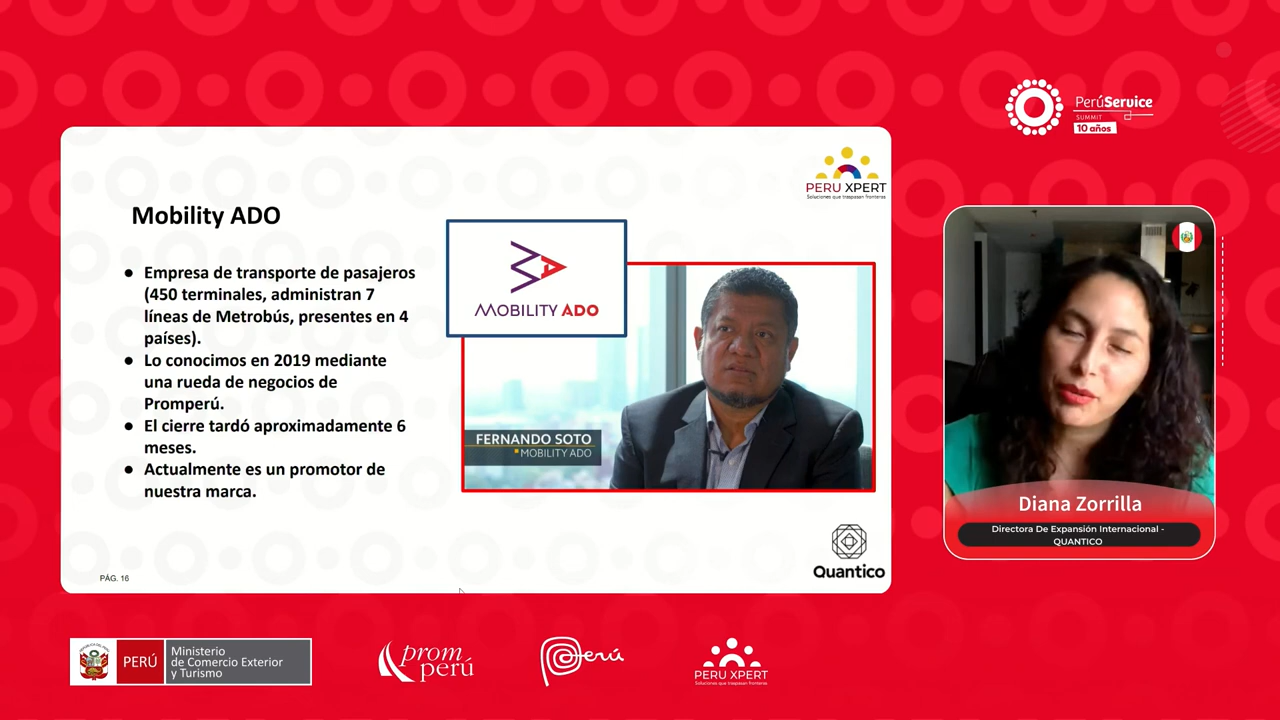 PerúService
SUMMIT
10 años
PERU XPERT
Soluciones que traspasan fronteras
Mobility ADO
MOBILITY ADO
● Empresa de transporte de pasajeros
(450 terminales, administran 7
líneas de Metrobús, presentes en 4
países).
● Lo conocimos en 2019 mediante
una rueda de negocios de
Promperú.
● El cierre tardó aproximadamente 6
meses.
● Actualmente es un promotor de
nuestra marca.
FERNANDO SOTO
MOBILITY ADO
Diana Zorrilla
Directora De Expansión Internacional -
QUANTICO
Quantico
PÁG. 16
PERÚ
Ministerio
de Comercio Exterior
y Turismo
prom
perú
Perú
PERU XPERT
Soluciones que traspasan fronteras